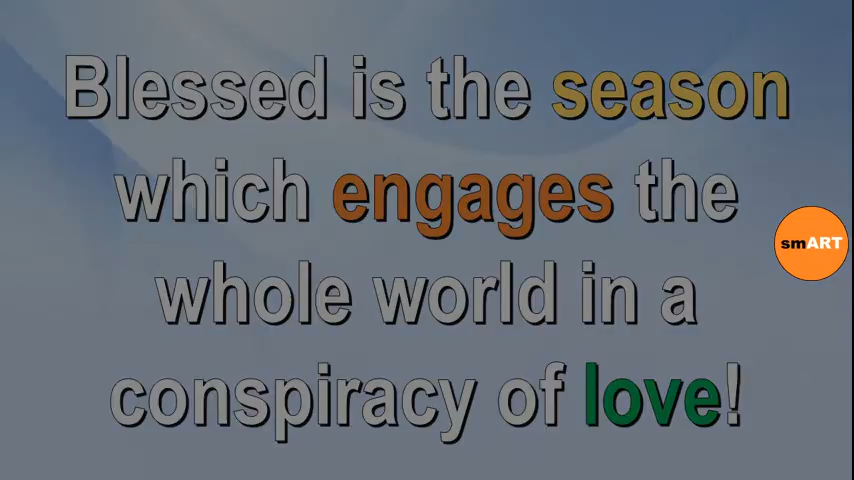 Blessed is the season
which engages the
whole world in a
conspiracy of love!
smART